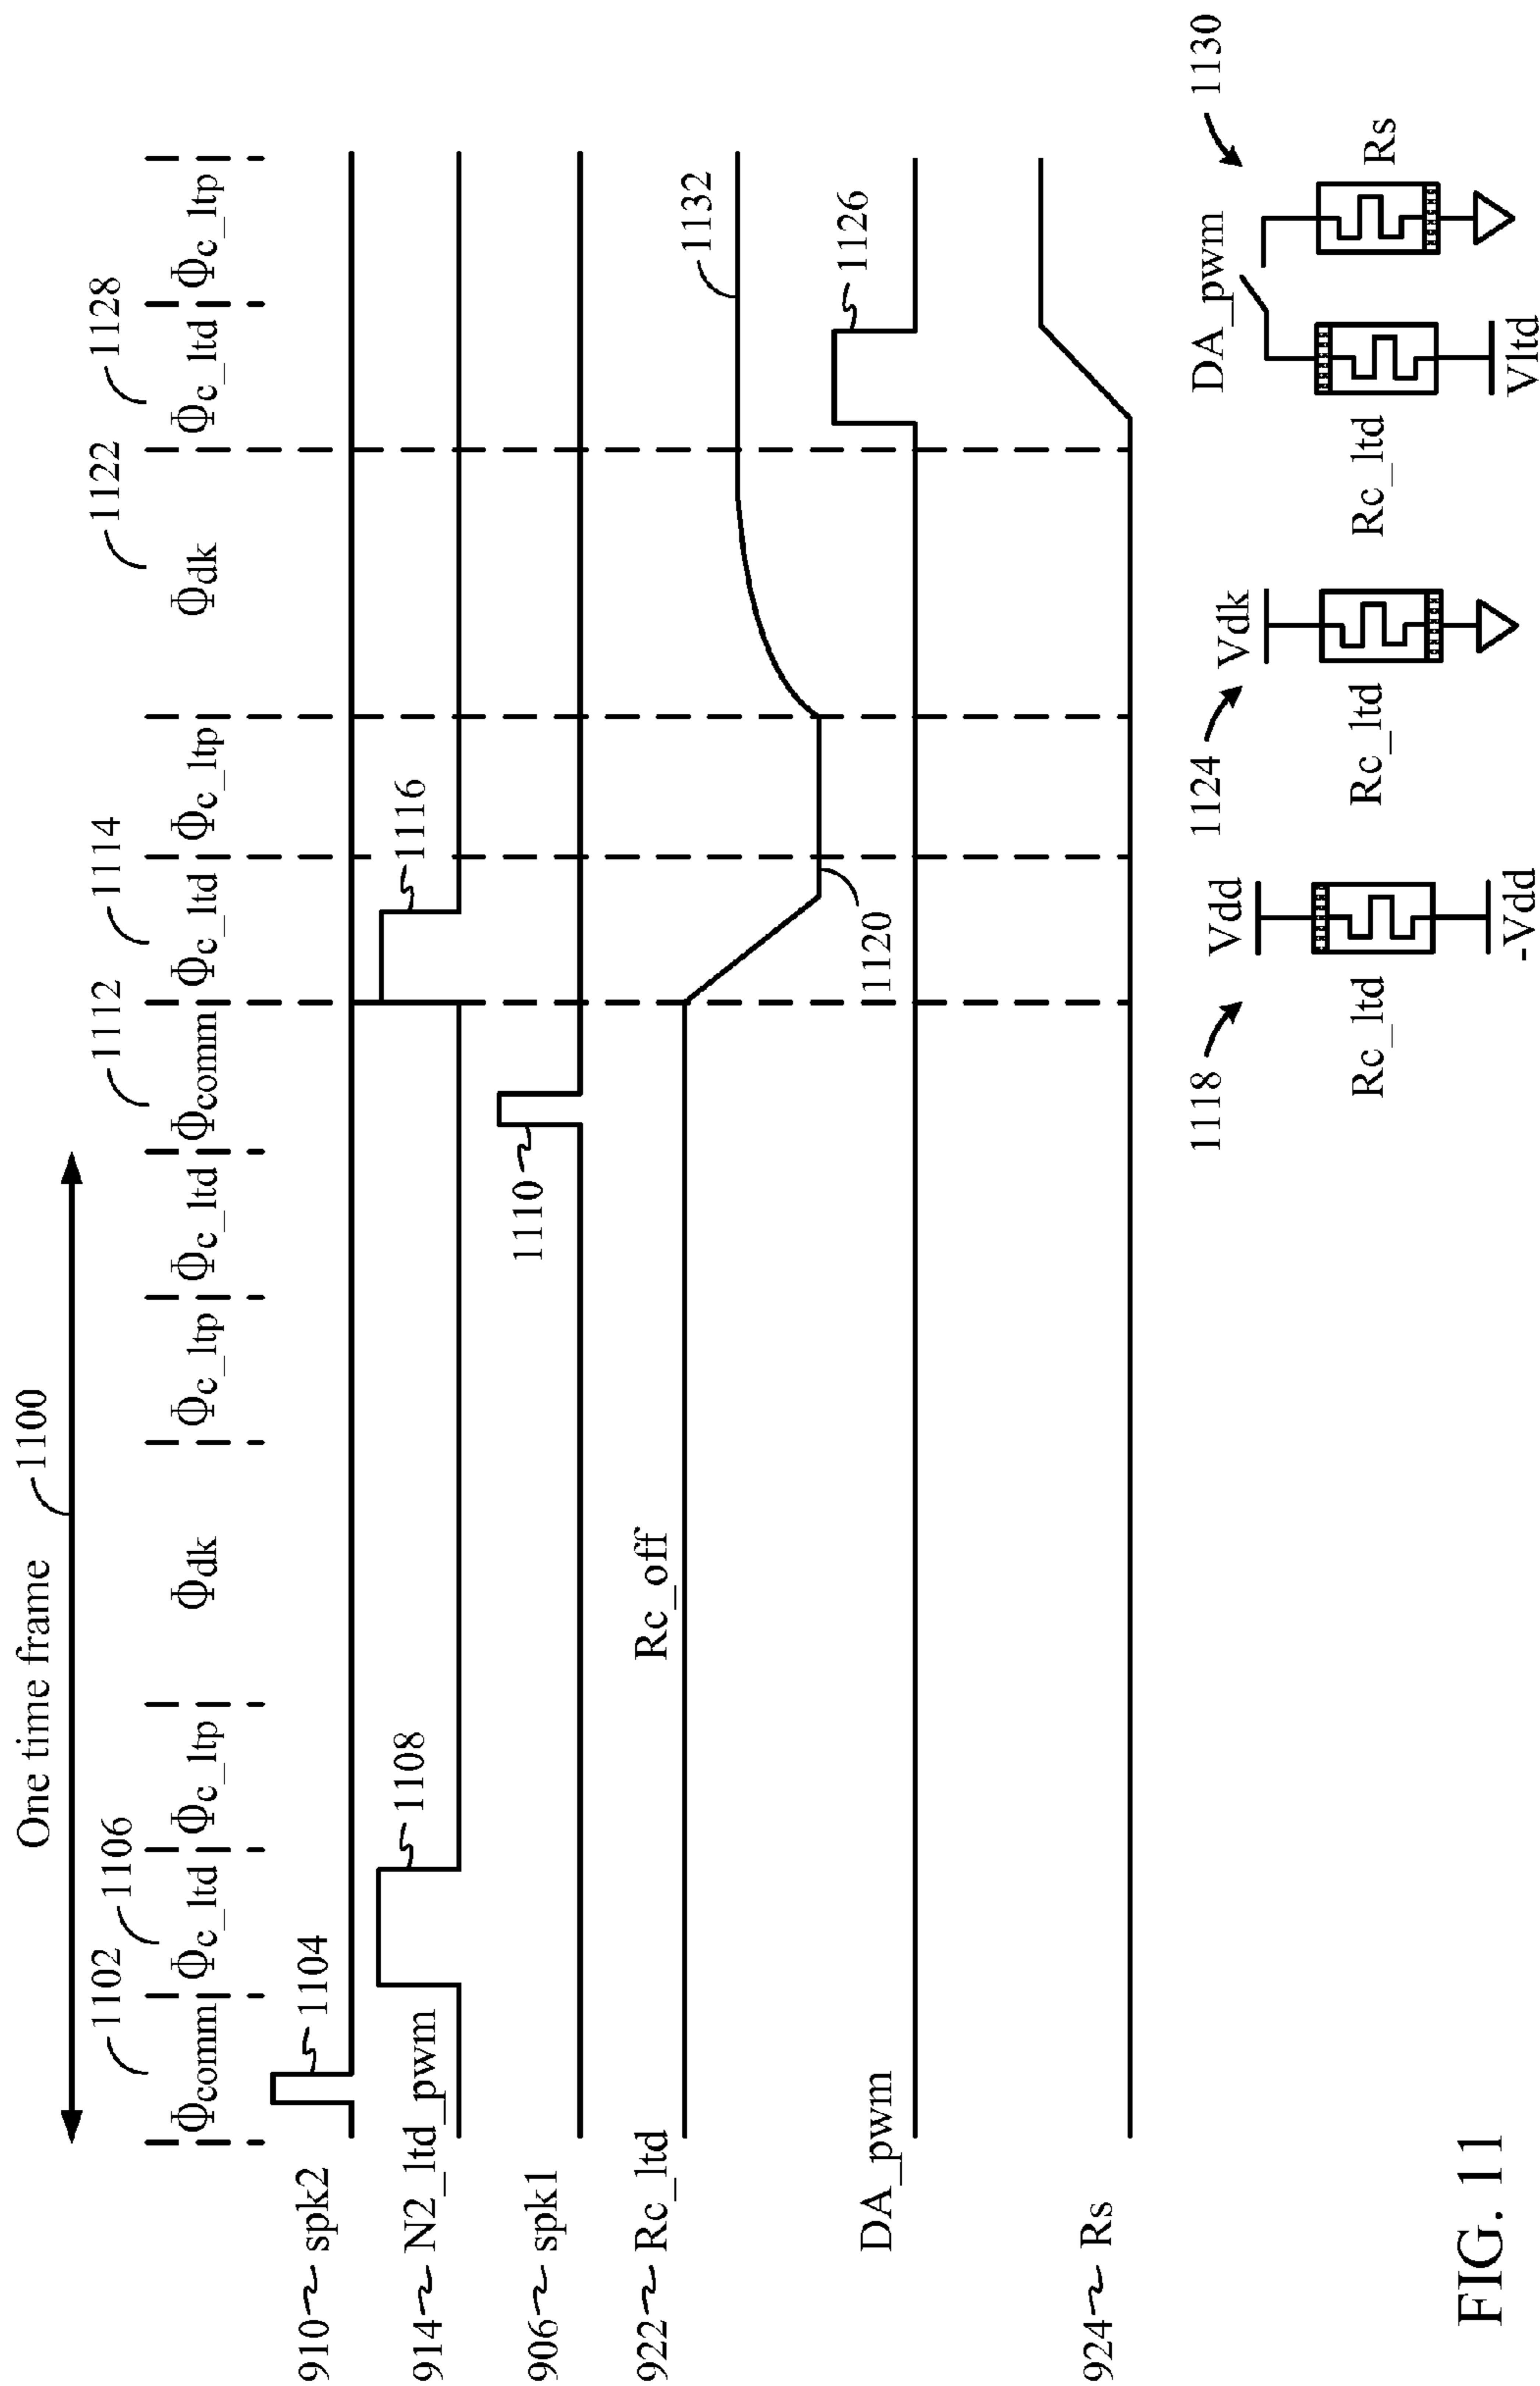 One time frame 1100
1102 1106 1112 1114 1122 1128
Φcomm Φc_ltd Φc_ltp Φdk Φc_ltp Φc_ltd Φcomm Φc_ltd Φc_ltp Φdk Φc_ltd Φc_ltp
910 spk2 1104
914 N2_ltd_pwm 1108 1116
906 spk1 1110
922 Rc_ltd Rc_off 1120 1132
DA_pwm 1126
924 Rs
1118 1124 1130
Vdd Vdk DA_pwm
Rc_ltd Rc_ltd Rc_ltd Rs
-Vdd Vltd
FIG. 11